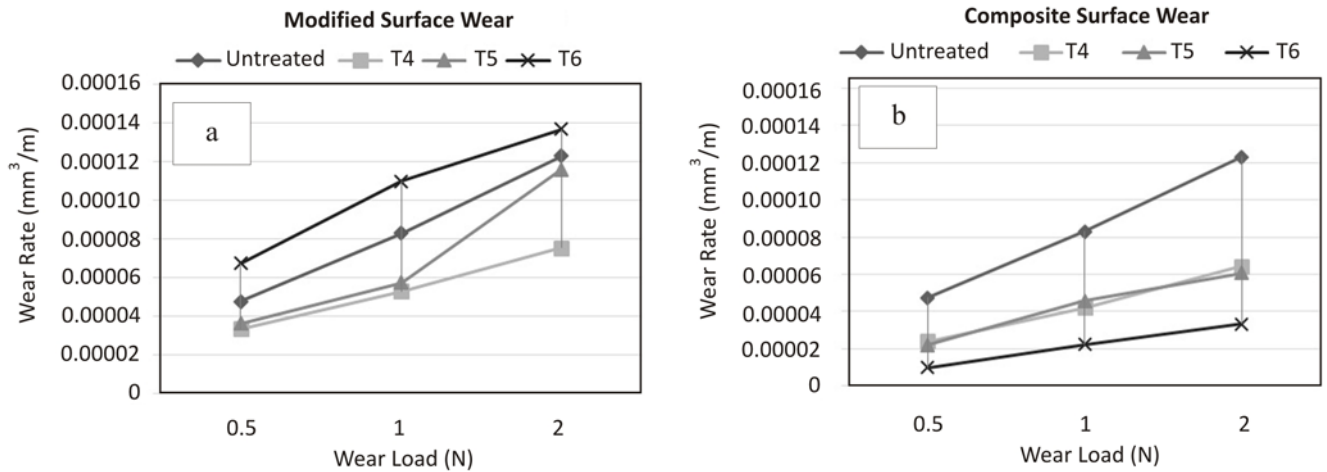 Modified Surface Wear
Untreated T4 T5 T6
0.00016
0.00014
0.00012
0.00010
0.00008
0.00006
0.00004
0.00002
0
Wear Rate (mm³/m)
a
0.5 1 2
Wear Load (N)
Composite Surface Wear
Untreated T4 T5 T6
0.00016
0.00014
0.00012
0.00010
0.00008
0.00006
0.00004
0.00002
0
Wear Rate (mm³/m)
b
0.5 1 2
Wear Load (N)